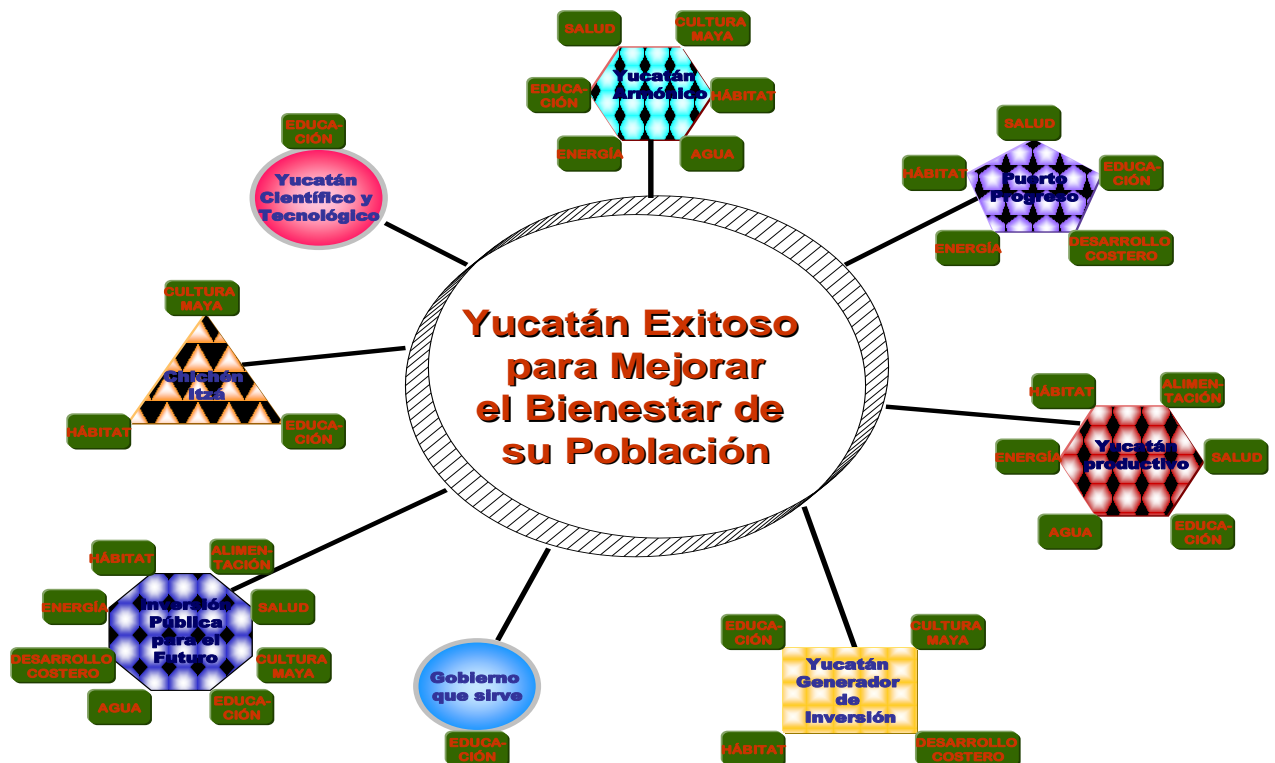 SALUD
CULTURA
MAYA
Yucatán
Armónico
EDUCA-
CIÓN
HÁBITAT
ENERGÍA
AGUA
EDUCA-
CIÓN
Yucatán
Científico y
Tecnológico
SALUD
HÁBITAT
EDUCA-
CIÓN
Puerto
Progreso
ENERGÍA
DESARROLLO
COSTERO
CULTURA
MAYA
Chichén
Itzá
HÁBITAT
EDUCA-
CIÓN
Yucatán Exitoso
para Mejorar
el Bienestar de
su Población
HÁBITAT
ALIMEN-
TACIÓN
ENERGÍA
Yucatán
productivo
SALUD
AGUA
EDUCA-
CIÓN
HÁBITAT
ALIMEN-
TACIÓN
ENERGÍA
SALUD
Inversión
Pública
para el
Futuro
DESARROLLO
COSTERO
CULTURA
MAYA
AGUA
EDUCA-
CIÓN
Gobierno
que sirve
EDUCA-
CIÓN
EDUCA-
CIÓN
CULTURA
MAYA
Yucatán
Generador
de
Inversión
HÁBITAT
DESARROLLO
COSTERO